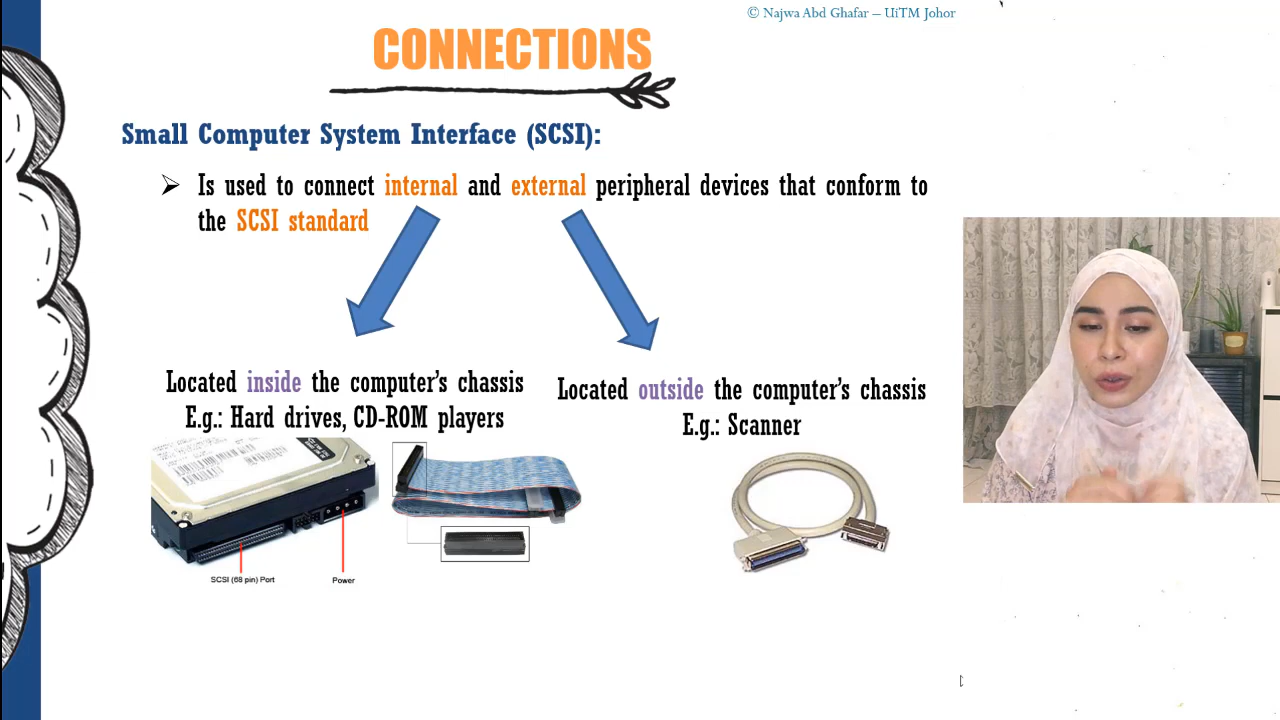 © Najwa Abd Ghafar – UiTM Johor
CONNECTIONS
Small Computer System Interface (SCSI):
Is used to connect internal and external peripheral devices that conform to
the SCSI standard
Located inside the computer's chassis
E.g.: Hard drives, CD-ROM players
Located outside the computer's chassis
E.g.: Scanner
SCSI (68 pin) Port
Power